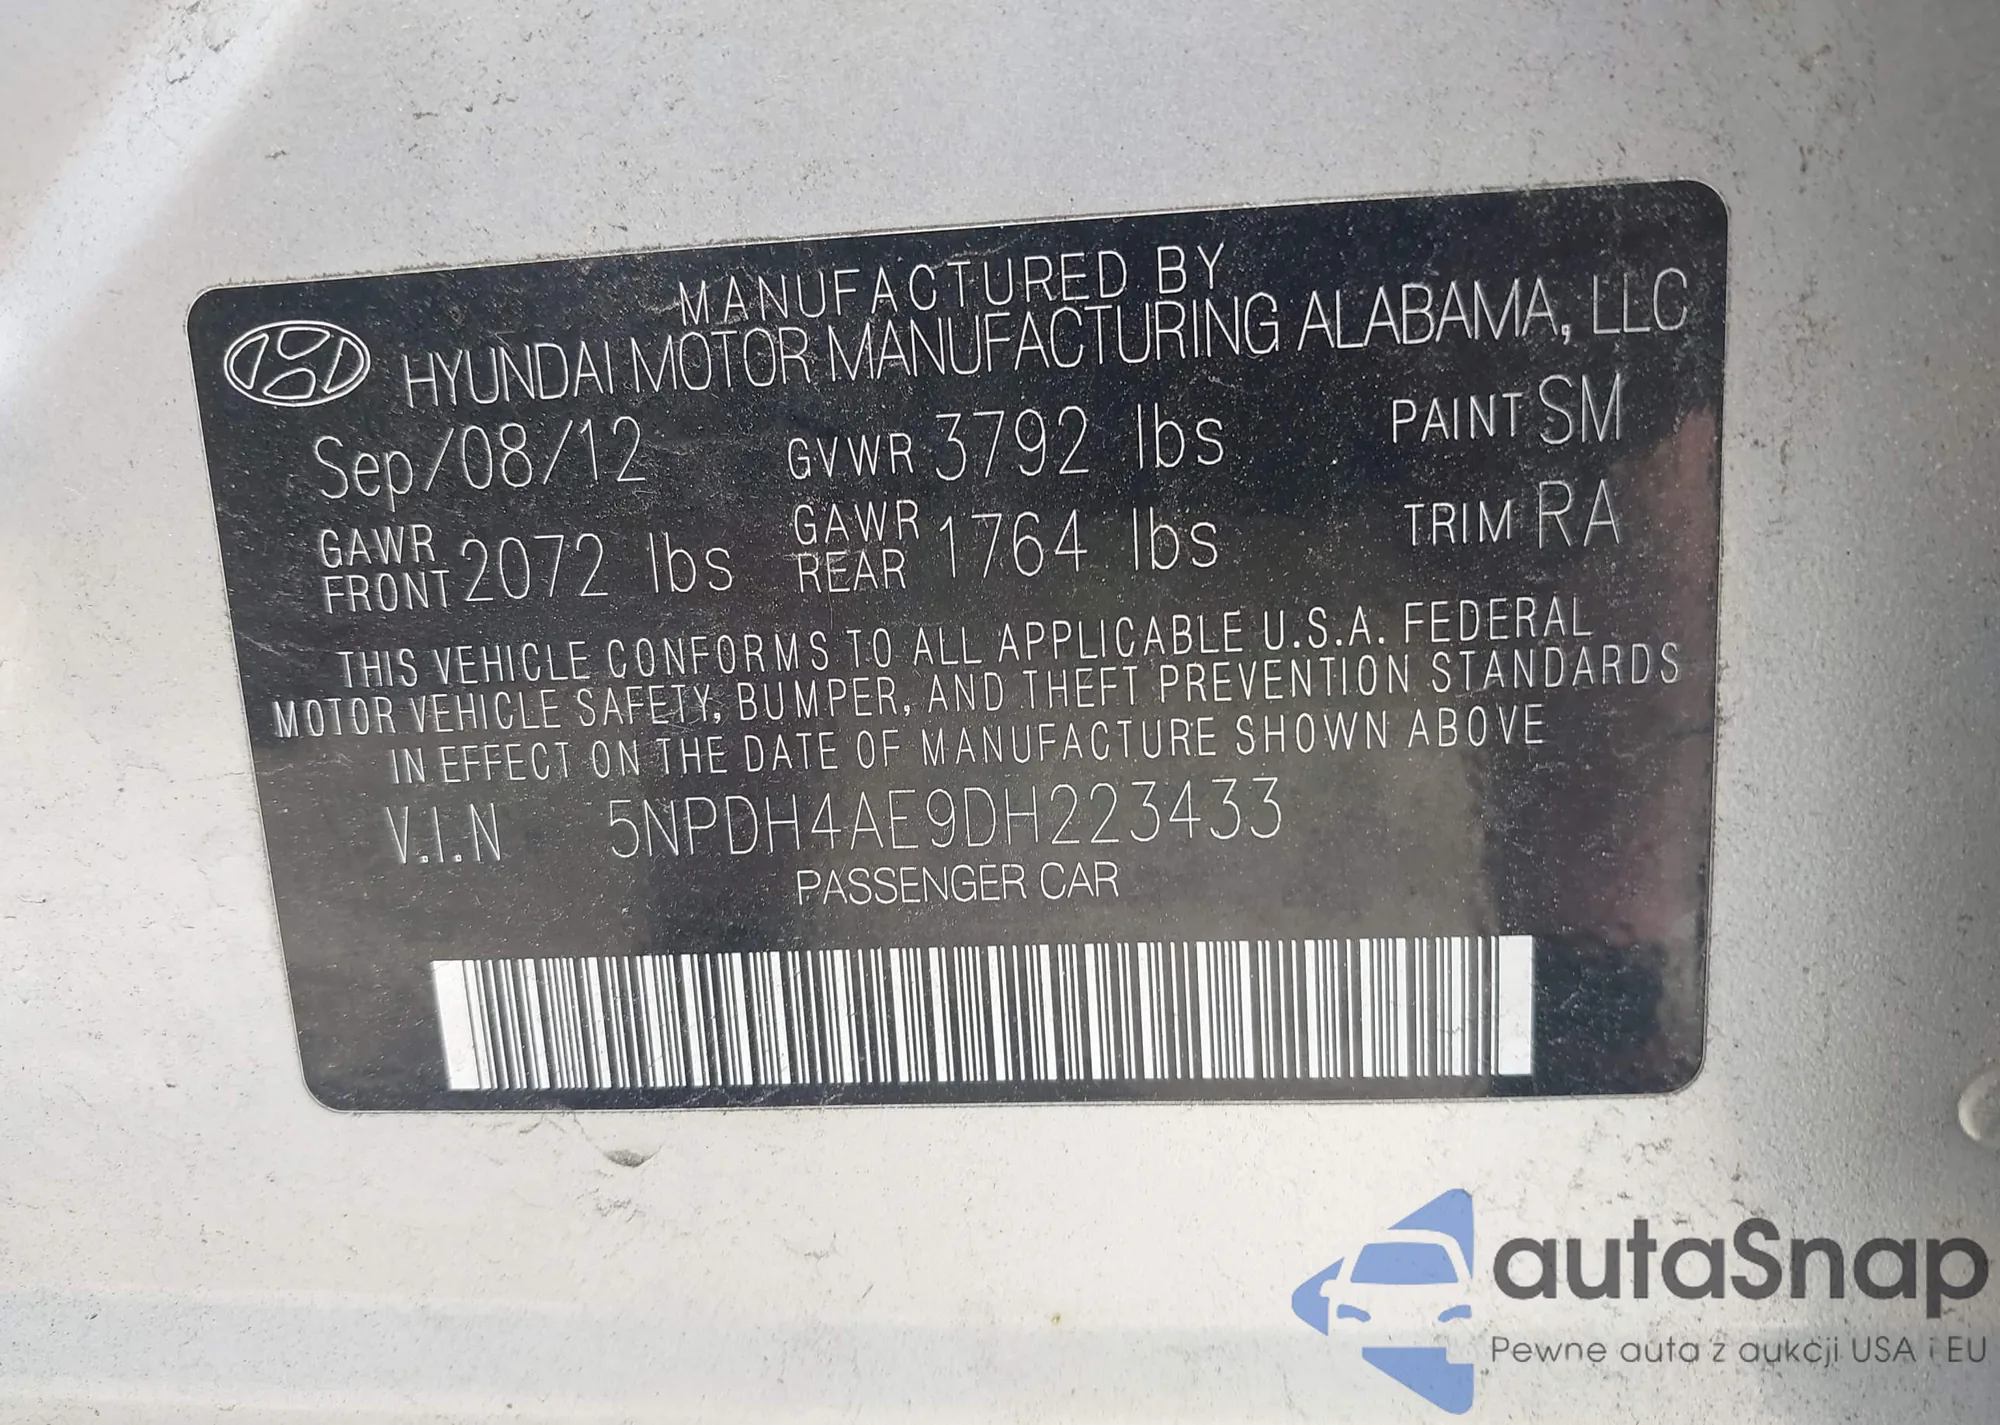 MANUFACTURED BY
HYUNDAI MOTOR MANUFACTURING ALABAMA, LLC
Sep/08/12 GVWR 3792 lbs PAINT SM
GAWR FRONT 2072 lbs GAWR REAR 1764 lbs TRIM RA
THIS VEHICLE CONFORMS TO ALL APPLICABLE U.S.A. FEDERAL
MOTOR VEHICLE SAFETY, BUMPER, AND THEFT PREVENTION STANDARDS
IN EFFECT ON THE DATE OF MANUFACTURE SHOWN ABOVE
V.I.N 5NPDH4AE9DH223433
PASSENGER CAR
autaSnap
Pewne auta z aukcji USA i EU